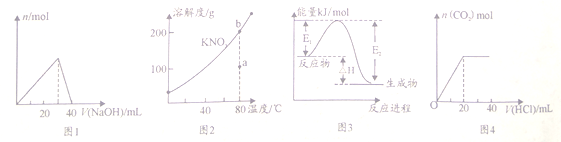 n/mol
0
20
40
V(NaOH)/mL
图1
溶解度/g
200
100
b
KNO₃
a
0
40
80
温度/℃
图2
能量kJ/mol
E₁
E₂
反应物
△H
生成物
反应进程
图3
n(CO₂)/mol
O
20
40
V(HCl)/mL
图4